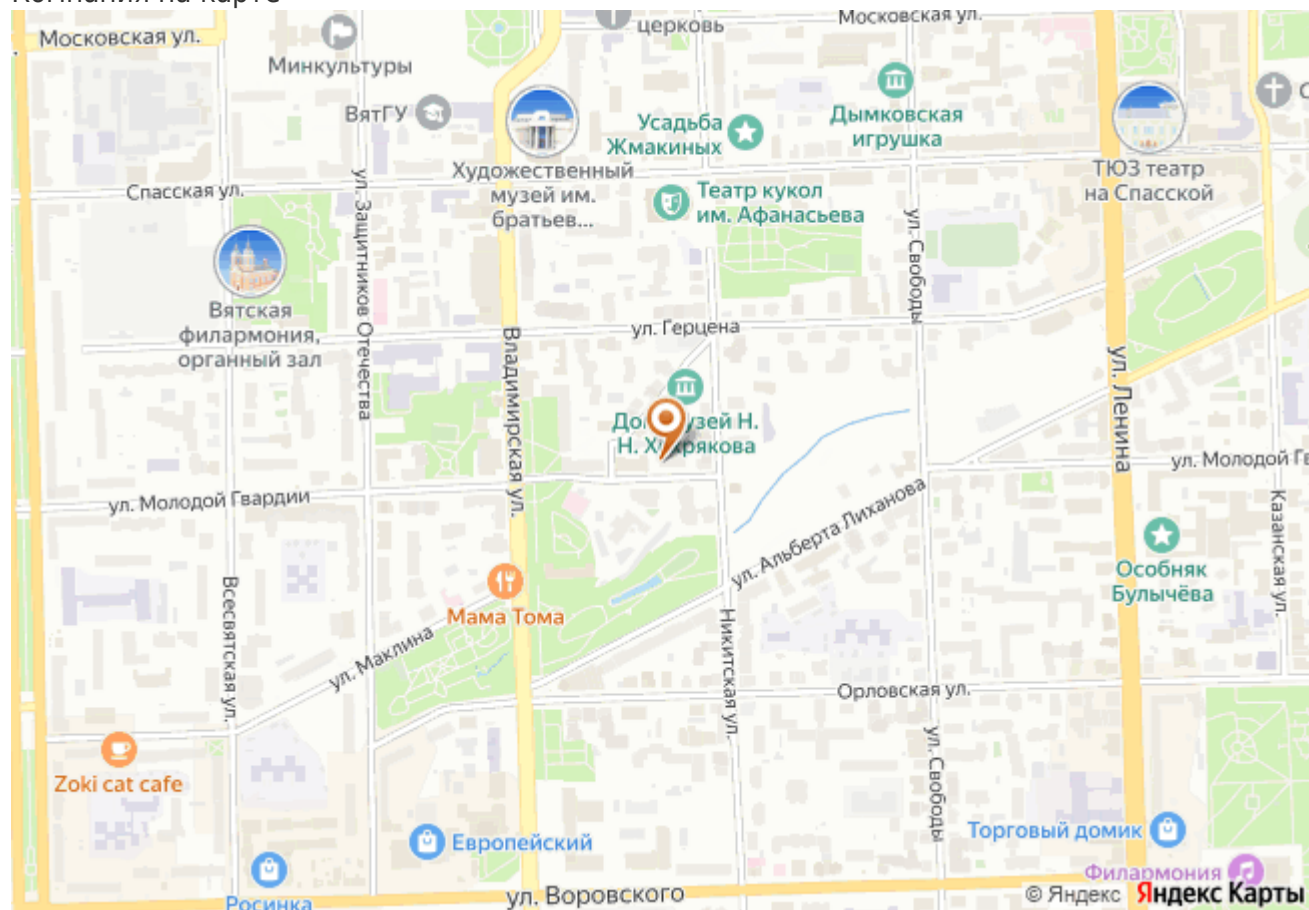 Компания на карте
Московская ул.
церковь
Московская ул.
Минкультуры
ВятГУ
Усадьба
Жмакиных
Дымковская
игрушка
Художественный
музей им.
братьев...
ТЮЗ театр
на Спасской
Спасская ул.
Театр кукол
им. Афанасьева
ул. Защитников Отечества
ул. Свободы
Вятская
филармония,
органный зал
ул. Герцена
Владимирская ул.
ул. Ленина
Н.
Н.
ул. Молодой Гвардии
ул. Молодой Гв
Казанская ул.
ул. Альберта Лиханова
Особняк
Булычёва
Всесвятская ул.
Мама Тома
ул. Маклина
Никитская ул.
Орловская ул.
ул. Свободы
Zoki cat cafe
Европейский
Торговый домик
Филармония
Росинка
ул. Воровского
© Яндекс Яндекс Карты